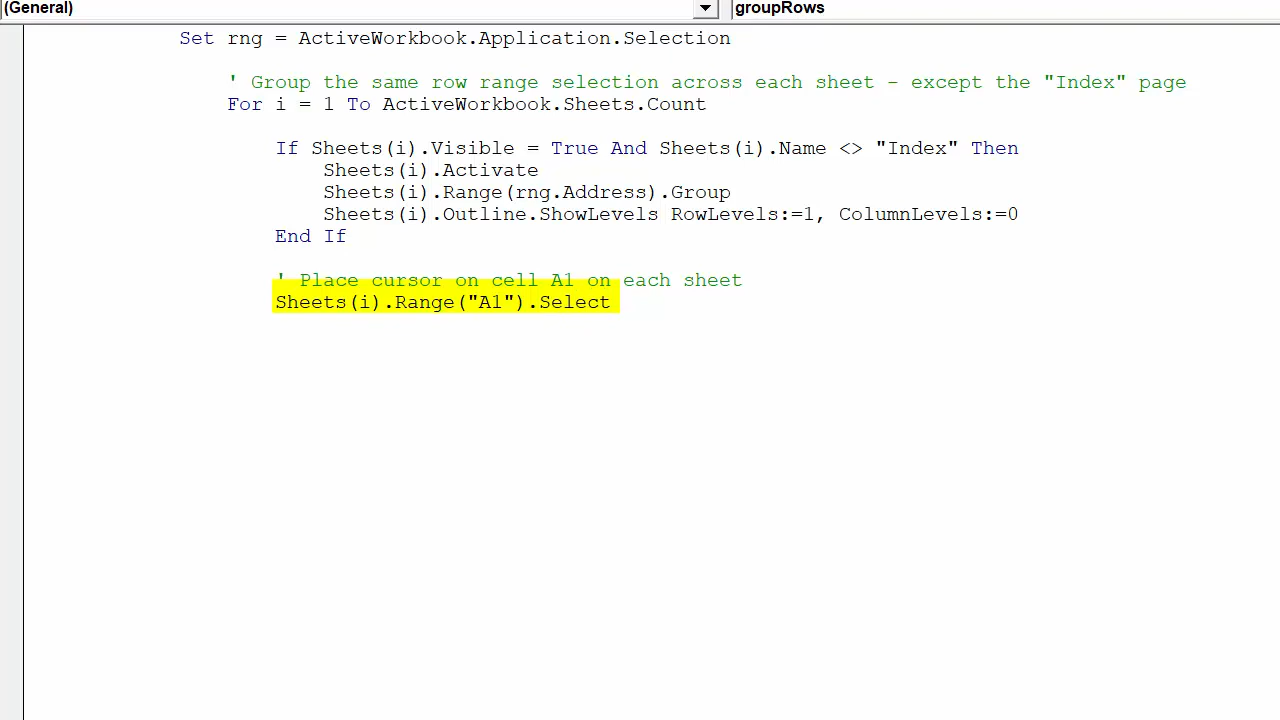 (General) groupRows
Set rng = ActiveWorkbook.Application.Selection
' Group the same row range selection across each sheet - except the "Index" page
For i = 1 To ActiveWorkbook.Sheets.Count
If Sheets(i).Visible = True And Sheets(i).Name <> "Index" Then
Sheets(i).Activate
Sheets(i).Range(rng.Address).Group
Sheets(i).Outline.ShowLevels RowLevels:=1, ColumnLevels:=0
End If
' Place cursor on cell A1 on each sheet
Sheets(i).Range("A1").Select